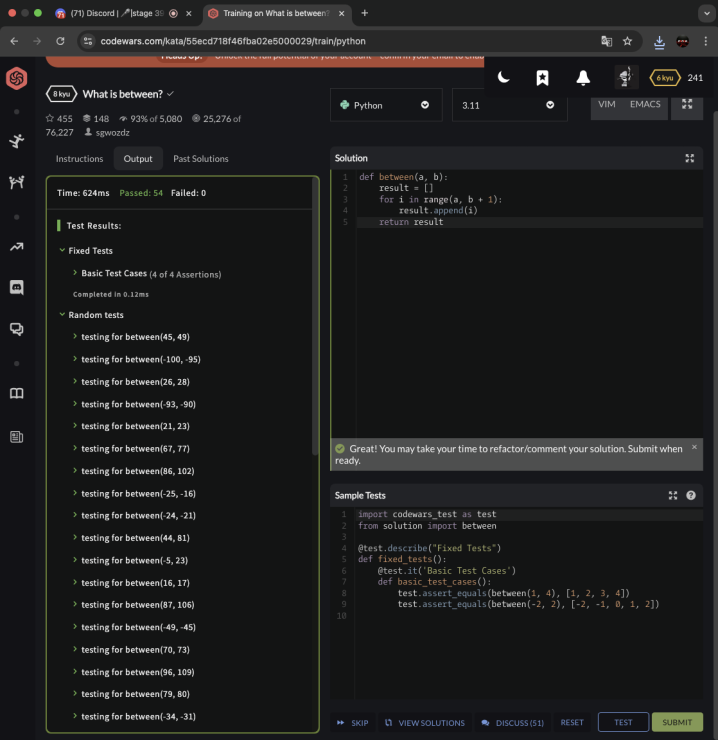 (71) Discord | 🎤|stage 39
Training on What is between?
codewars.com/kata/55ecd718f46fba02e5000029/train/python
Heads Up! Unlock the full potential of your account - confirm your email to enab
8 kyu What is between?
455 148 93% of 5,080 25,276 of
76,227 sgwozdz
6 kyu 241
Python
3.11
VIM EMACS
Instructions Output Past Solutions
Time: 624ms Passed: 54 Failed: 0
Test Results:
Fixed Tests
Basic Test Cases (4 of 4 Assertions)
Completed in 0.12ms
Random tests
testing for between(45, 49)
testing for between(-100, -95)
testing for between(26, 28)
testing for between(-93, -90)
testing for between(21, 23)
testing for between(67, 77)
testing for between(86, 102)
testing for between(-25, -16)
testing for between(-24, -21)
testing for between(44, 81)
testing for between(-5, 23)
testing for between(16, 17)
testing for between(87, 106)
testing for between(-49, -45)
testing for between(70, 73)
testing for between(96, 109)
testing for between(79, 80)
testing for between(-34, -31)
Solution
1 def between(a, b):
2 result = []
3 for i in range(a, b + 1):
4 result.append(i)
5 return result
Great! You may take your time to refactor/comment your solution. Submit when
ready.
Sample Tests
1 import codewars_test as test
2 from solution import between
3
4 @test.describe("Fixed Tests")
5 def fixed_tests():
6 @test.it('Basic Test Cases')
7 def basic_test_cases():
8 test.assert_equals(between(1, 4), [1, 2, 3, 4])
9 test.assert_equals(between(-2, 2), [-2, -1, 0, 1, 2])
10
SKIP VIEW SOLUTIONS DISCUSS (51) RESET TEST SUBMIT